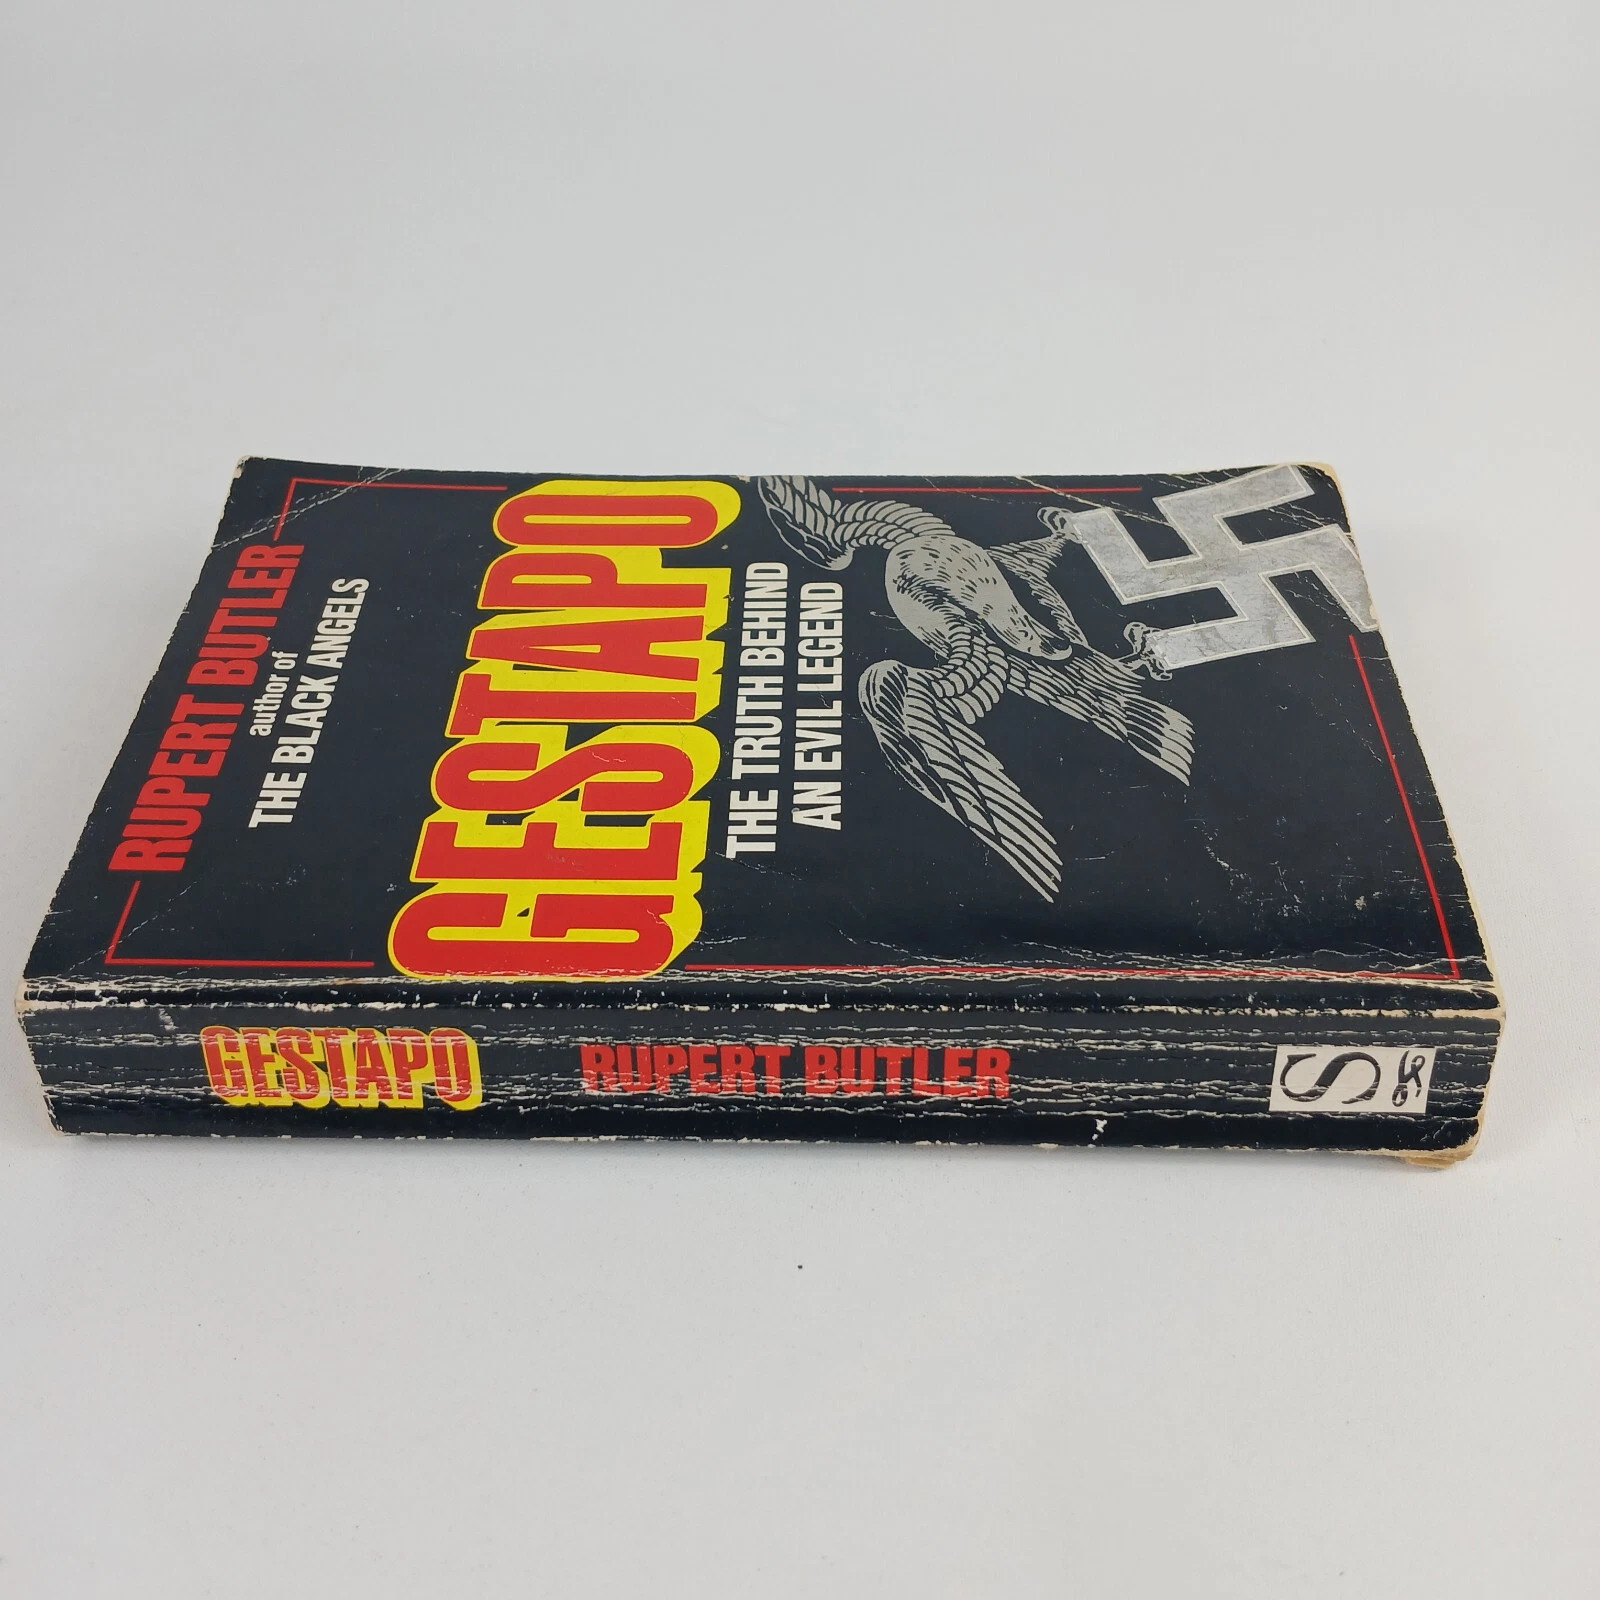 RUPERT BUTLER
author of
THE BLACK ANGELS
GESTAPO
THE TRUTH BEHIND
AN EVIL LEGEND
GESTAPO
RUPERT BUTLER
S